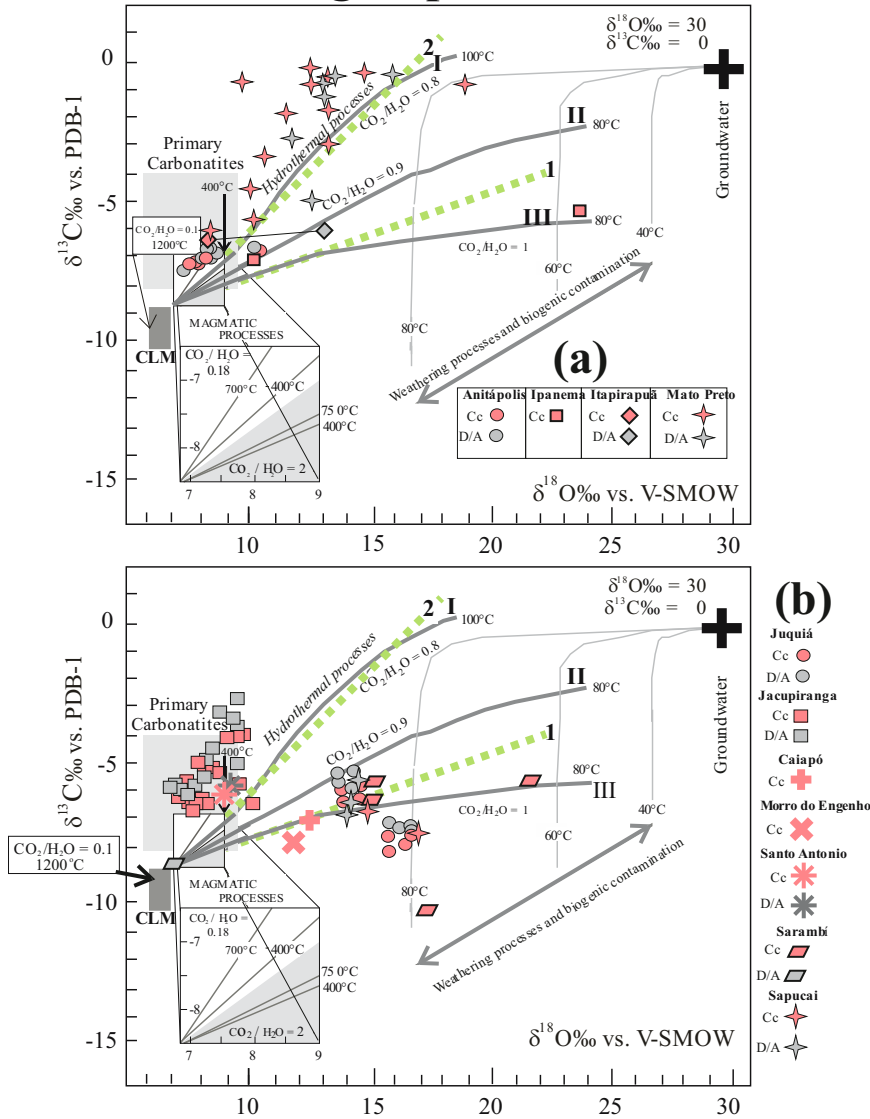 δ18O‰ = 30
δ13C‰ = 0
2
I
100°C
0
Hydrothermal processes
CO2/H2O = 0.8
II
80°C
Groundwater
Primary
Carbonatites
400°C
CO2/H2O = 0.9
1
δ13C‰ vs. PDB-1
-5
CO2/H2O = 0.1
1200°C
III
80°C
40°C
CO2/H2O = 1
60°C
MAGMATIC
PROCESSES
80°C
Weathering processes and biogenic contamination
CLM
-10
CO2/ H2O =
0.18
-7
700°C
400°C
75 0°C
400°C
-8
CO2 / H2O = 2
7
8
9
(a)
Anitápolis
Ipanema
Itapirapuã
Mato Preto
Cc
Cc
Cc
Cc
D/A
D/A
D/A
-15
δ18O‰ vs. V-SMOW
10
15
20
25
30
δ18O‰ = 30
δ13C‰ = 0
2
I
100°C
0
Hydrothermal processes
CO2/H2O = 0.8
II
80°C
Groundwater
Primary
Carbonatites
400°C
CO2/H2O = 0.9
1
δ13C‰ vs. PDB-1
-5
80°C
III
CO2/H2O = 1
40°C
60°C
CO2/H2O = 0.1
1200°C
MAGMATIC
PROCESSES
80°C
Weathering processes and biogenic contamination
CLM
-10
CO2/ H2O =
0.18
-7
700°C
400°C
75 0°C
400°C
-8
CO2 / H2O = 2
7
8
9
-15
δ18O‰ vs. V-SMOW
10
15
20
25
30
(b)
Juquiá
Cc
D/A
Jacupiranga
Cc
D/A
Caiapó
Cc
Morro do Engenho
Cc
Santo Antonio
Cc
D/A
Sarambí
Cc
D/A
Sapucai
Cc
D/A